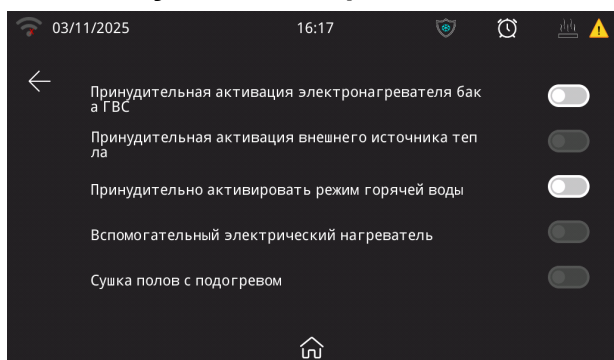 03/11/2025 16:17
Принудительная активация электронагревателя бак
а ГВС
Принудительная активация внешнего источника теп
ла
Принудительно активировать режим горячей воды
Вспомогательный электрический нагреватель
Сушка полов с подогревом